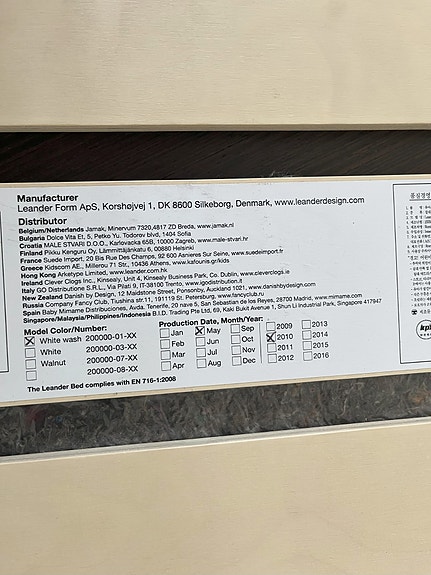 Manufacturer
Leander Form ApS, Korshøjvej 1, DK 8600 Silkeborg, Denmark, www.leanderdesign.com
Distributor
Belgium/Netherlands Jamak, Minervum 7320,4817 ZD Breda, www.jamak.nl
Bulgaria Dolce Vita Et, 5, Petko Yu. Todorov blvd, 1404 Sofia
Croatia MALE STVARI D.O.O., Karlovacka 65B, 10000 Zagreb, www.male-stvari.hr
Finland Pikku Kenguru Oy, Lämmittäjänkatu 6, 00880 Helsinki
France Suede Import, 20 Bis Rue Des Champs, 92 600 Asnieres Sur Seine, www.suedeimport.fr
Greece Kidscom AE., Millerou 71 Str., 10436 Athens, www.kafounis.gr/kids
Hong Kong Arketype Limited, www.leander.com.hk
Ireland Clever Clogs Inc., Kinsealy, Unit 4, Kinsealy Business Park, Co. Dublin, www.cleverclogs.ie
Italy GO Distributione S.R.L., Via Pilati 9, IT-38100 Trento, www.igodistribution.it
New Zealand Danish by Design, 12 Maidstone Street, Ponsonby, Auckland 1021, www.danishbydesign.com
Russia Company Fancy Club, Tiushina str.11, 191119 St. Petersburg, www.fancyclub.ru
Spain Baby Mimame Distribuciones, Avda. Tenerife, 20 nave 5, San Sebastian de los Reyes, 28700 Madrid, www.mimame.com
Singapore/Malaysia/Philippines/Indonesia B.I.D. Trading Pte Ltd, 69, Kaki Bukit Avenue 1, Shun Li Industrial Park, Singapore 417947
Model Color/Number:
White wash 200000-01-XX
White 200000-03-XX
Walnut 200000-07-XX
200000-08-XX
Production Date, Month/Year:
Jan May Sep 2009 2013
Feb Jun Oct 2010 2014
Mar Jul Nov 2011 2015
Apr Aug Dec 2012 2016
The Leander Bed complies with EN 716-1:2008
품질경영